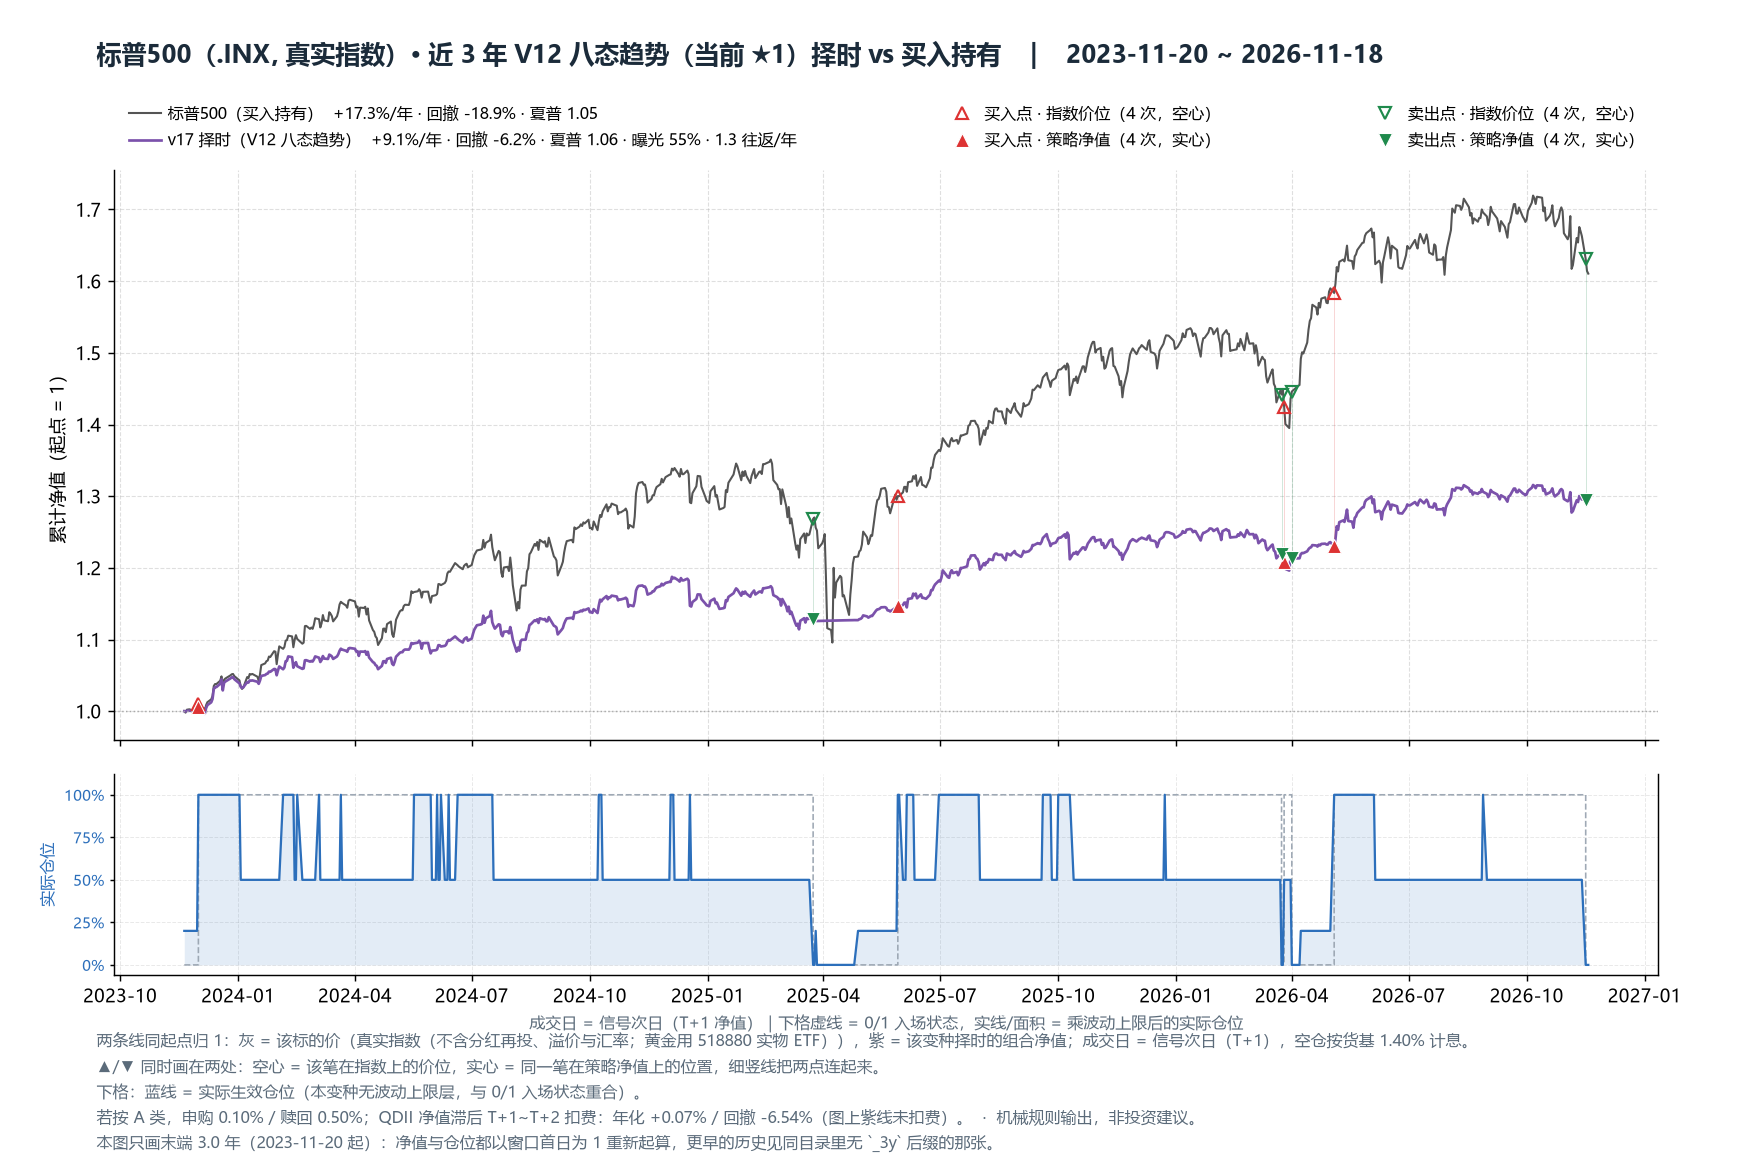 标普500（.INX, 真实指数）• 近 3 年 V12 八态趋势（当前 ★1）择时 vs 买入持有 | 2023-11-20 ~ 2026-11-18
标普500（买入持有） +17.3%/年 · 回撤 -18.9% · 夏普 1.05
v17 择时（V12 八态趋势） +9.1%/年 · 回撤 -6.2% · 夏普 1.06 · 曝光 55% · 1.3 往返/年
买入点 · 指数价位（4 次，空心）
买入点 · 策略净值（4 次，实心）
卖出点 · 指数价位（4 次，空心）
卖出点 · 策略净值（4 次，实心）
累计净值（起点 = 1）
1.7
1.6
1.5
1.4
1.3
1.2
1.1
1.0
实际仓位
100%
75%
50%
25%
0%
2023-10
2024-01
2024-04
2024-07
2024-10
2025-01
2025-04
2025-07
2025-10
2026-01
2026-04
2026-07
2026-10
2027-01
成交日 = 信号次日（T+1 净值）｜下格虚线 = 0/1 入场状态，实线/面积 = 乘波动上限后的实际仓位
两条线同起点归 1：灰 = 该标的价（真实指数（不含分红再投、溢价与汇率；黄金用 518880 实物 ETF）），紫 = 该变种择时的组合净值；成交日 = 信号次日（T+1），空仓按货基 1.40% 计息。
▲/▼ 同时画在两处：空心 = 该笔在指数上的价位，实心 = 同一笔在策略净值上的位置，细竖线把两点连起来。
下格：蓝线 = 实际生效仓位（本变种无波动上限层，与 0/1 入场状态重合）。
若按 A 类，申购 0.10% / 赎回 0.50%；QDII 净值滞后 T+1~T+2 扣费：年化 +0.07% / 回撤 -6.54%（图上紫线未扣费）。 · 机械规则输出，非投资建议。
本图只画末端 3.0 年（2023-11-20 起）：净值与仓位都以窗口首日为 1 重新起算，更早的历史见同目录里无 `_3y` 后缀的那张。